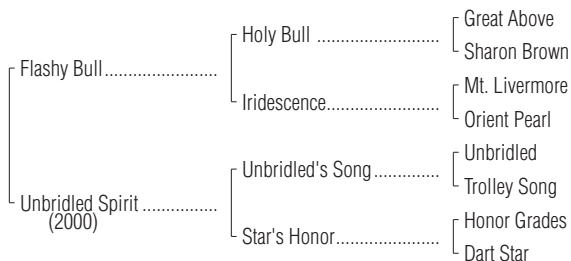 Great Above
Holy Bull ............................
Sharon Brown
Flashy Bull..........................
Mt. Livermore
Iridescence..........................
Orient Pearl
Unbridled
Unbridled's Song...............
Trolley Song
Unbridled Spirit .................
(2000)
Honor Grades
Star's Honor........................
Dart Star